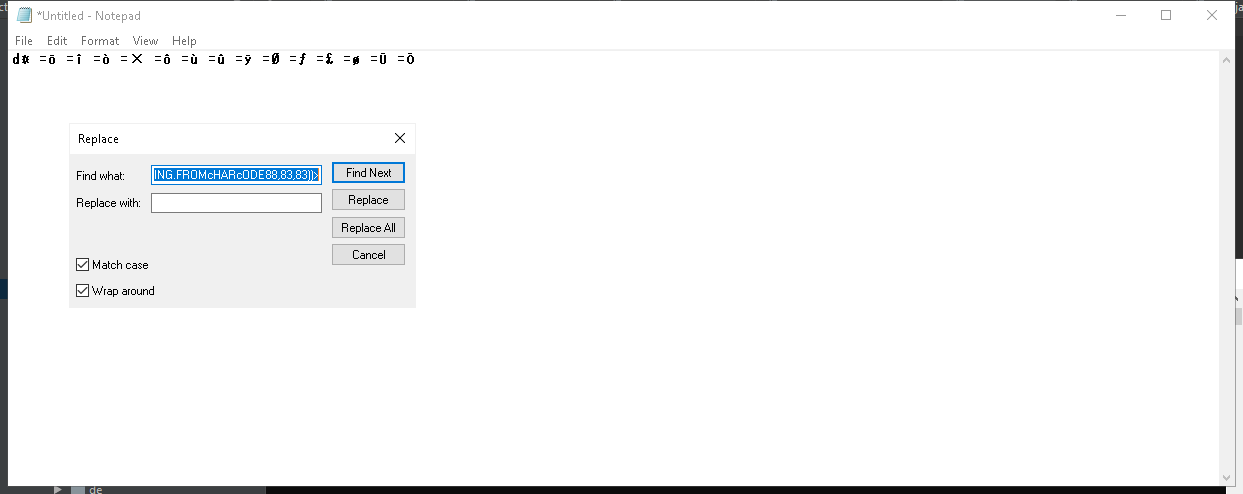 *Untitled - Notepad
File Edit Format View Help
d¤ =õ =î =ò =× =ô =ù =û =ÿ =Ø =ƒ =£ =ø =Ü =Ö
Replace
Find what: ING.FROMcHARcODE88,83,83))> Find Next
Replace with: Replace
Replace All
Cancel
Match case
Wrap around
de